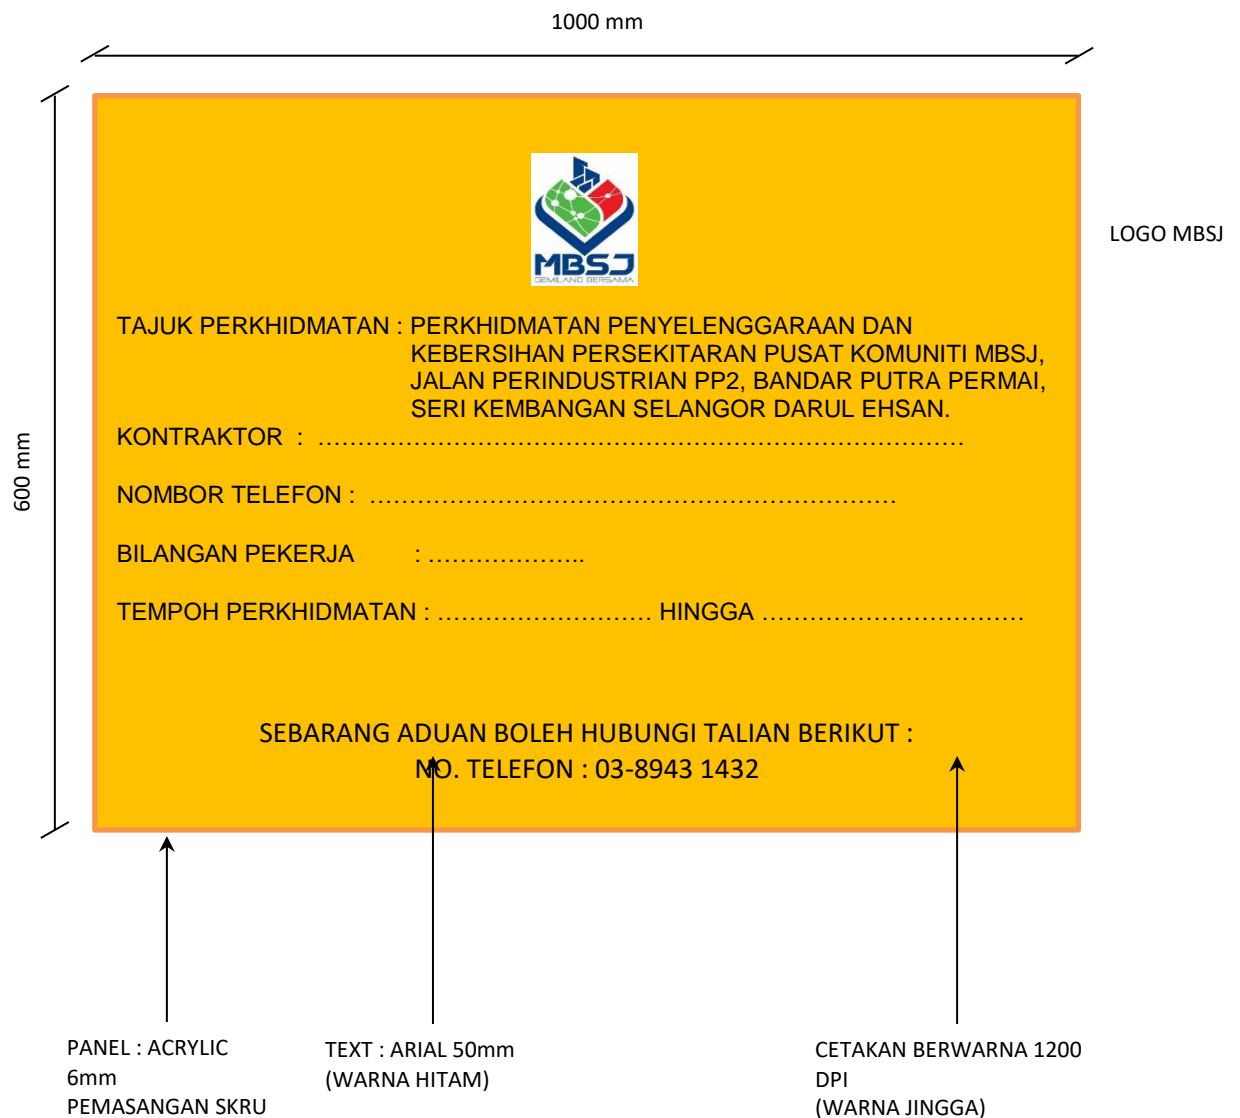 1000 mm
600 mm
MBSJ
GEMILANG BERSAMA
LOGO MBSJ
TAJUK PERKHIDMATAN : PERKHIDMATAN PENYELENGGARAAN DAN
KEBERSIHAN PERSEKITARAN PUSAT KOMUNITI MBSJ,
JALAN PERINDUSTRIAN PP2, BANDAR PUTRA PERMAI,
SERI KEMBANGAN SELANGOR DARUL EHSAN.
KONTRAKTOR : ………………………………………………………………………
NOMBOR TELEFON : …………………………………………………………
BILANGAN PEKERJA : ………………..
TEMPOH PERKHIDMATAN : ……………………… HINGGA ……………………………
SEBARANG ADUAN BOLEH HUBUNGI TALIAN BERIKUT :
NO. TELEFON : 03-8943 1432
PANEL : ACRYLIC
6mm
PEMASANGAN SKRU
TEXT : ARIAL 50mm
(WARNA HITAM)
CETAKAN BERWARNA 1200
DPI
(WARNA JINGGA)